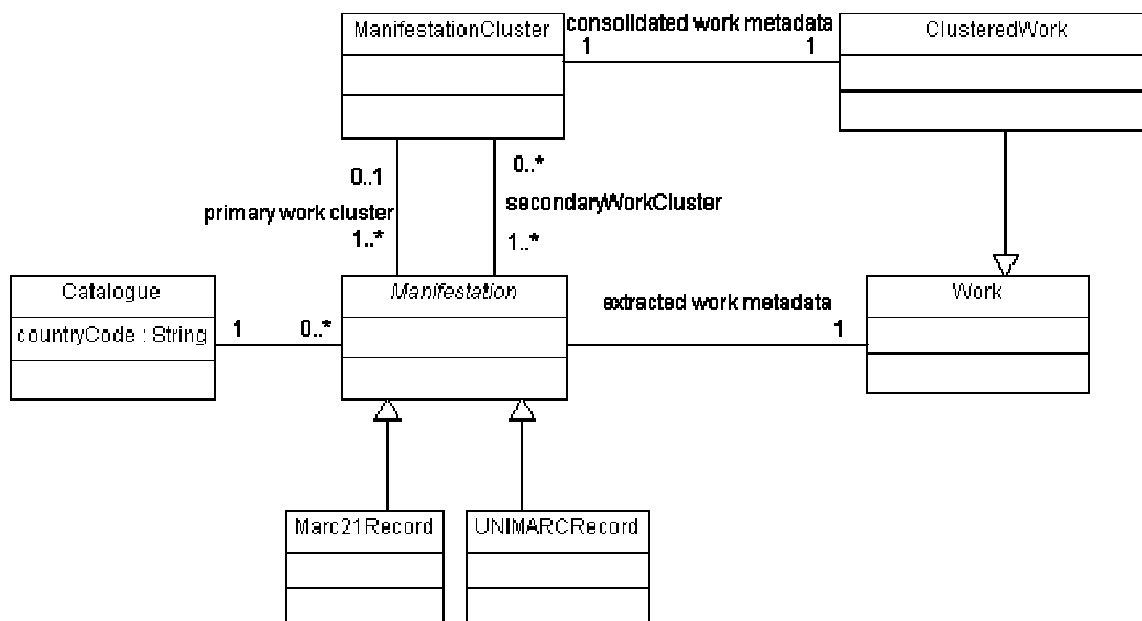 ManifestationCluster
consolidated work metadata
1
1
ClusteredWork
0..1
0..*
primary work cluster
secondaryWorkCluster
1..*
1..*
Catalogue
countryCode : String
1
0..*
Manifestation
extracted work metadata
1
Work
Marc21Record
UNIMARCRecord